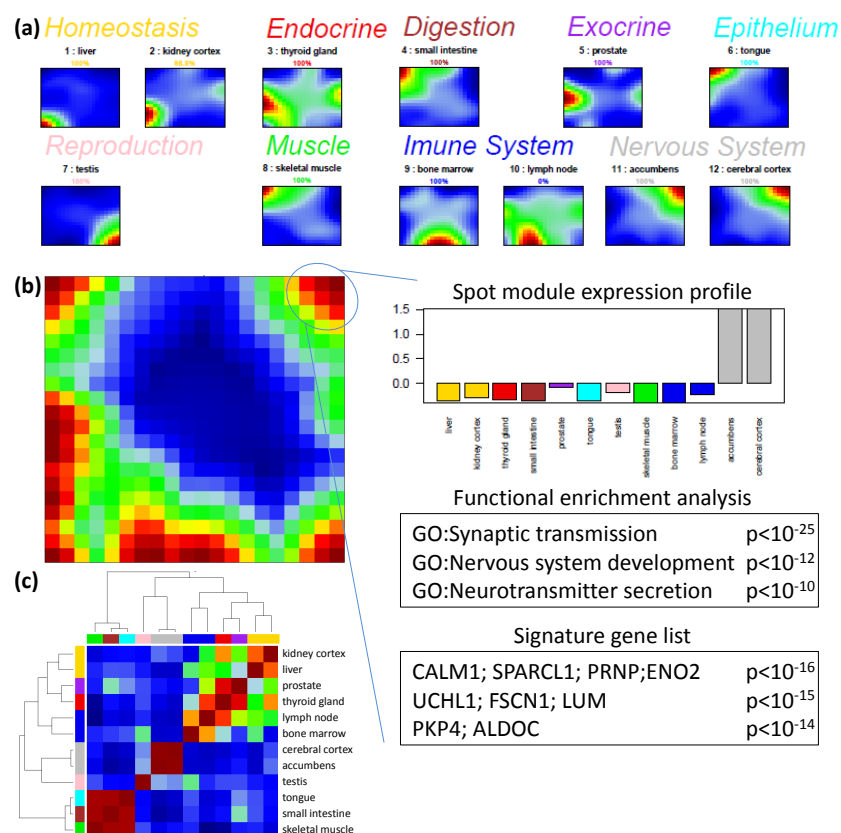 (a)
Homeostasis Endocrine Digestion Exocrine Epithelium
1 : liver 2 : kidney cortex 3 : thyroid gland 4 : small intestine 5 : prostate 6 : tongue
100% 98.8% 100% 100% 100% 100%
Reproduction Muscle Imune System Nervous System
7 : testis 8 : skeletal muscle 9 : bone marrow 10 : lymph node 11 : accumbens 12 : cerebral cortex
100% 100% 100% 0% 100% 100%
(b)
Spot module expression profile
1.5
1.0
0.5
0.0
liver
kidney cortex
thyroid gland
small intestine
prostate
tongue
testis
skeletal muscle
bone marrow
lymph node
accumbens
cerebral cortex
Functional enrichment analysis
GO:Synaptic transmission p<10-25
GO:Nervous system development p<10-12
GO:Neurotransmitter secretion p<10-10
Signature gene list
CALM1; SPARCL1; PRNP;ENO2 p<10-16
UCHL1; FSCN1; LUM p<10-15
PKP4; ALDOC p<10-14
(c)
kidney cortex
liver
prostate
thyroid gland
lymph node
bone marrow
cerebral cortex
accumbens
testis
tongue
small intestine
skeletal muscle